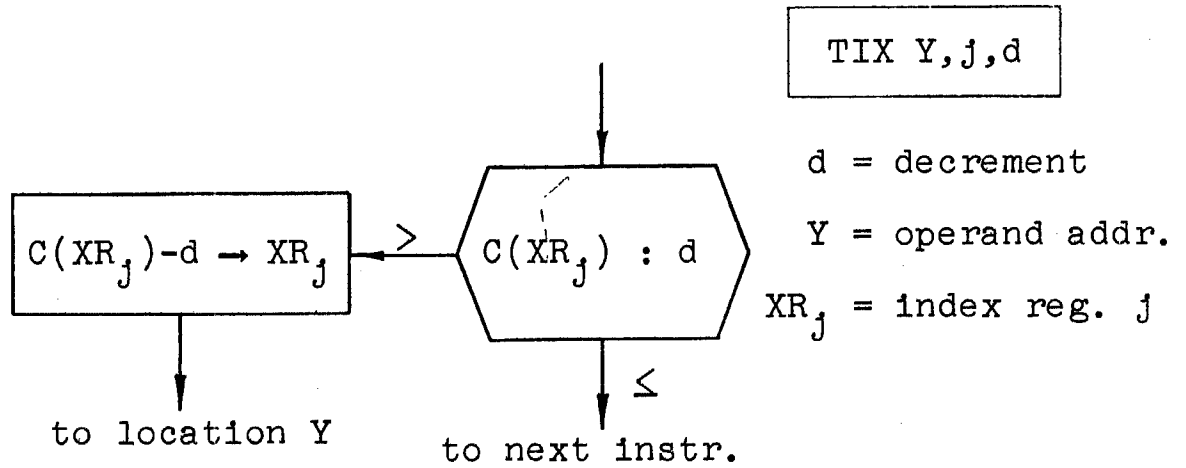 TIX Y,j,d
d = decrement
Y = operand addr.
XRj = index reg. j
C(XRj) : d
>
C(XRj)-d → XRj
≤
to location Y
to next instr.